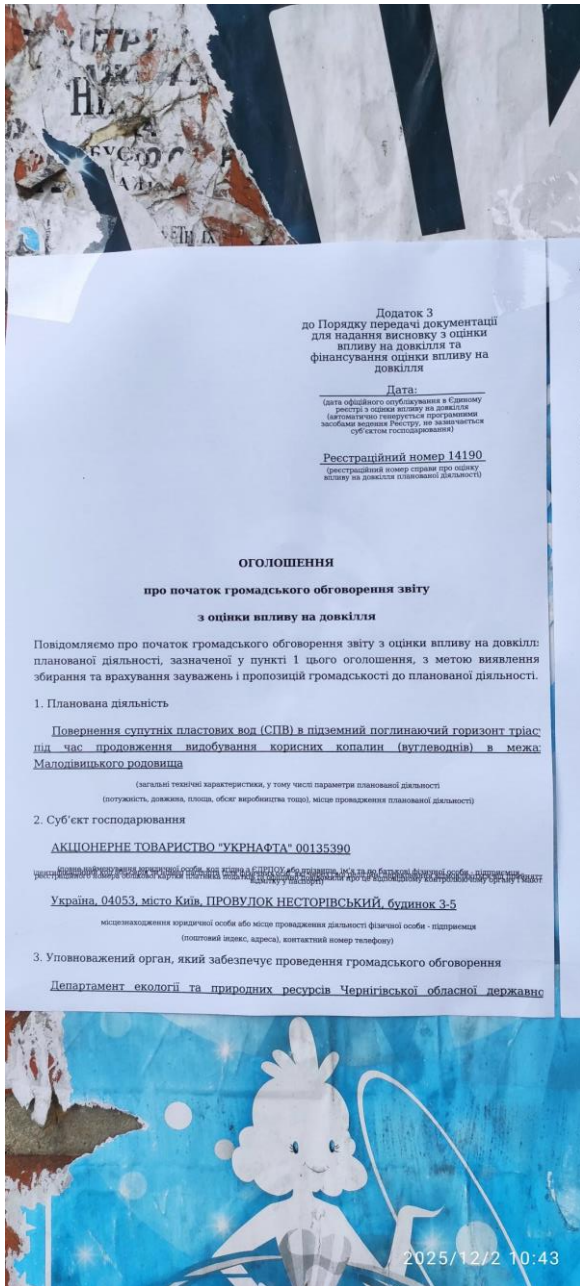 Додаток 3
до Порядку передачі документації
для надання висновку з оцінки
впливу на довкілля та
фінансування оцінки впливу на
довкілля
Дата:
(дата офіційного опублікування в Єдиному
реєстрі з оцінки впливу на довкілля
(автоматично генерується програмними
засобами ведення Реєстру, не зазначається
суб'єктом господарювання)
Реєстраційний номер 14190
(реєстраційний номер справи про оцінку
впливу на довкілля планованої діяльності)
ОГОЛОШЕННЯ
про початок громадського обговорення звіту
з оцінки впливу на довкілля
Повідомляємо про початок громадського обговорення звіту з оцінки впливу на довкілл
планованої діяльності, зазначеної у пункті 1 цього оголошення, з метою виявлення
збирання та врахування зауважень і пропозицій громадськості до планованої діяльності.
1. Планована діяльність
Повернення супутніх пластових вод (СПВ) в підземний поглинаючий горизонт тріас
під час продовження видобування корисних копалин (вуглеводнів) в межа
Малодівицького родовища
(загальні технічні характеристики, у тому числі параметри планованої діяльності
(потужність, довжина, площа, обсяг виробництва тощо), місце провадження планованої діяльності)
2. Суб'єкт господарювання
АКЦІОНЕРНЕ ТОВАРИСТВО "УКРНАФТА" 00135390
Україна, 04053, місто Київ, ПРОВУЛОК НЕСТОРІВСЬКИЙ, будинок 3-5
місцезнаходження юридичної особи або місце провадження діяльності фізичної особи - підприємця
(поштовий індекс, адреса), контактний номер телефону)
3. Уповноважений орган, який забезпечує проведення громадського обговорення
Департамент екології та природних ресурсів Чернігівської обласної державно
2025/12/2 10:43